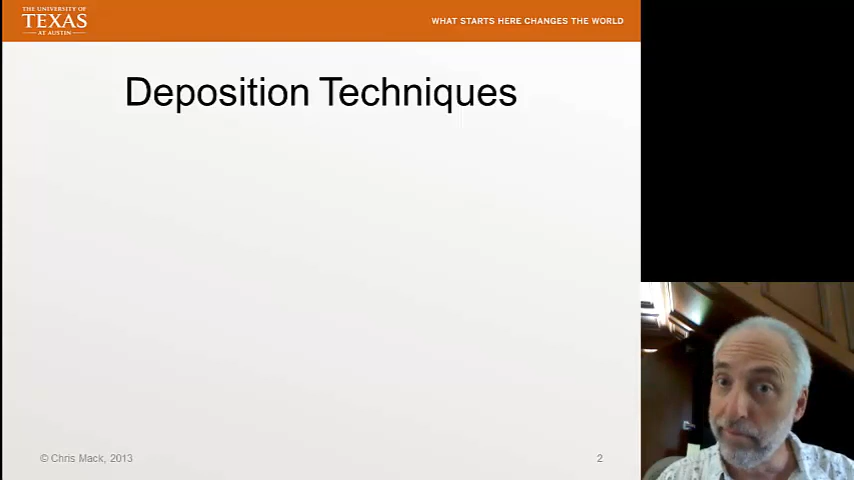 THE UNIVERSITY OF
TEXAS
AT AUSTIN
WHAT STARTS HERE CHANGES THE WORLD
Deposition Techniques
© Chris Mack, 2013
2